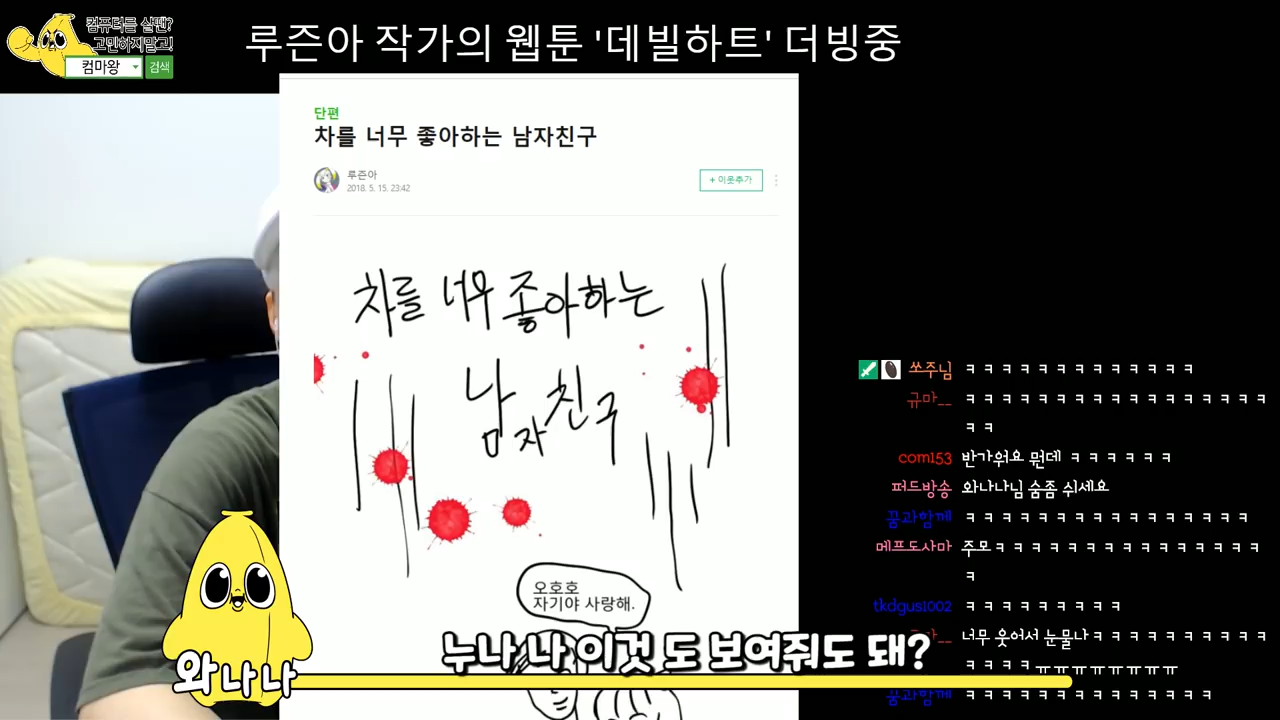 컴퓨터를 살땐?
고민하지말고!
컴마왕
검색
루즌아 작가의 웹툰 '데빌하트' 더빙중
단편
차를 너무 좋아하는 남자친구
루즌아
2018. 5. 15. 23:42
+ 이웃추가
차를 너무 좋아하는
남자친구
오호호
자기야 사랑해.
쏘주님 ㅋㅋㅋㅋㅋㅋㅋㅋㅋㅋㅋㅋㅋ
규마__ ㅋㅋㅋㅋㅋㅋㅋㅋㅋㅋㅋㅋㅋㅋㅋㅋㅋ
ㅋㅋ
com153 반가워요 뭔데 ㅋㅋㅋㅋㅋㅋ
퍼드방송 와나나님 숨좀 쉬세요
꿈과함께 ㅋㅋㅋㅋㅋㅋㅋㅋㅋㅋㅋㅋㅋㅋㅋㅋ
메프도사마 주모ㅋㅋㅋㅋㅋㅋㅋㅋㅋㅋㅋㅋㅋㅋㅋ
ㅋ
tkdgus1002 ㅋㅋㅋㅋㅋㅋㅋㅋㅋ
__ 너무 웃어서 눈물나ㅋㅋㅋㅋㅋㅋㅋㅋㅋㅋ
ㅋㅋㅋㅋㅠㅠㅠㅠㅠㅠㅠㅠ
꿈과함께 ㅋㅋㅋㅋㅋㅋㅋㅋㅋㅋㅋㅋㅋㅋ
누나 나 이것 도 보여줘도 돼?
와나나